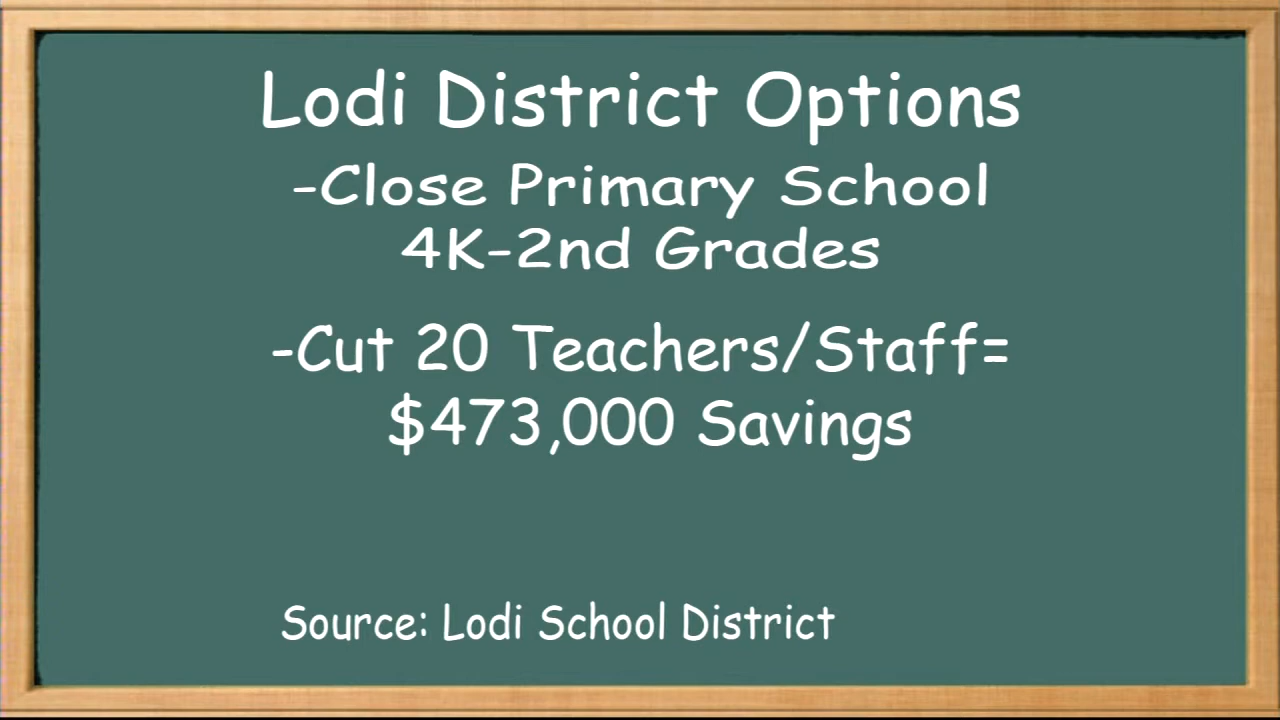 Lodi District Options
-Close Primary School
4K-2nd Grades
-Cut 20 Teachers/Staff=
$473,000 Savings
Source: Lodi School District